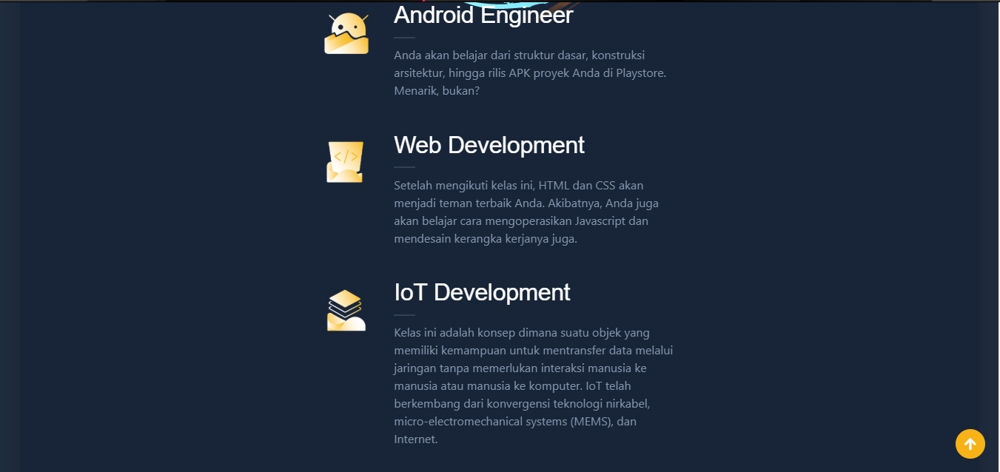 Android Engineer
Anda akan belajar dari struktur dasar, konstruksi
arsitektur, hingga rilis APK proyek Anda di Playstore.
Menarik, bukan?
Web Development
</>
Setelah mengikuti kelas ini, HTML dan CSS akan
menjadi teman terbaik Anda. Akibatnya, Anda juga
akan belajar cara mengoperasikan Javascript dan
mendesain kerangka kerjanya juga.
IoT Development
Kelas ini adalah konsep dimana suatu objek yang
memiliki kemampuan untuk mentransfer data melalui
jaringan tanpa memerlukan interaksi manusia ke
manusia atau manusia ke komputer. IoT telah
berkembang dari konvergensi teknologi nirkabel,
micro-electromechanical systems (MEMS), dan
Internet.